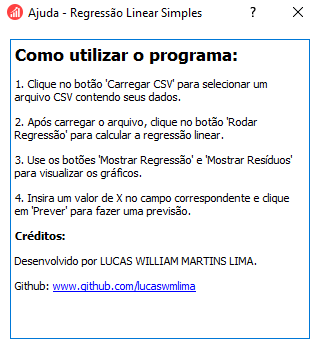 Ajuda - Regressão Linear Simples
Como utilizar o programa:
1. Clique no botão 'Carregar CSV' para selecionar um
arquivo CSV contendo seus dados.
2. Após carregar o arquivo, clique no botão 'Rodar
Regressão' para calcular a regressão linear.
3. Use os botões 'Mostrar Regressão' e 'Mostrar Resíduos'
para visualizar os gráficos.
4. Insira um valor de X no campo correspondente e clique
em 'Prever' para fazer uma previsão.
Créditos:
Desenvolvido por LUCAS WILLIAM MARTINS LIMA.
Github: www.github.com/lucaswmlima